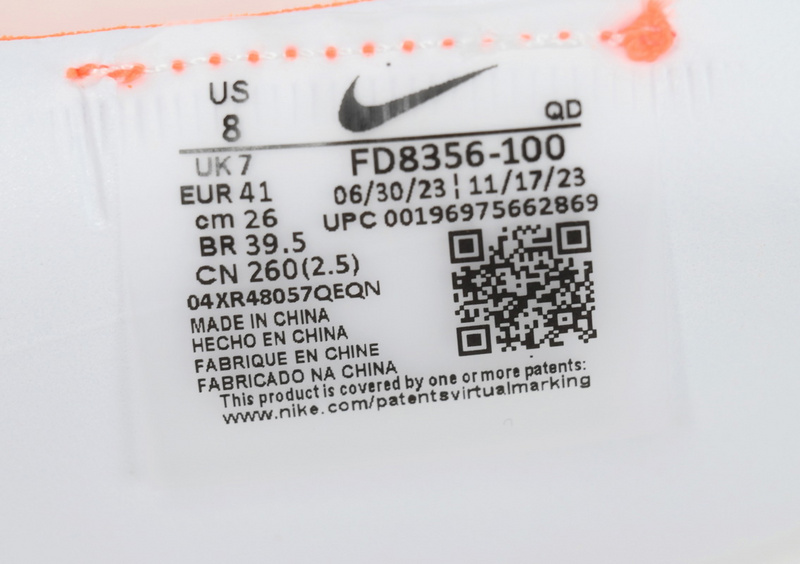 US
8
QD
UK 7
FD8356-100
EUR 41
06/30/23 | 11/17/23
cm 26
UPC 00196975662869
BR 39.5
CN 260(2.5)
04XR48057QEQN
MADE IN CHINA
HECHO EN CHINA
FABRIQUE EN CHINE
FABRICADO NA CHINA
This product is covered by one or more patents:
www.nike.com/patentsvirtualmarking